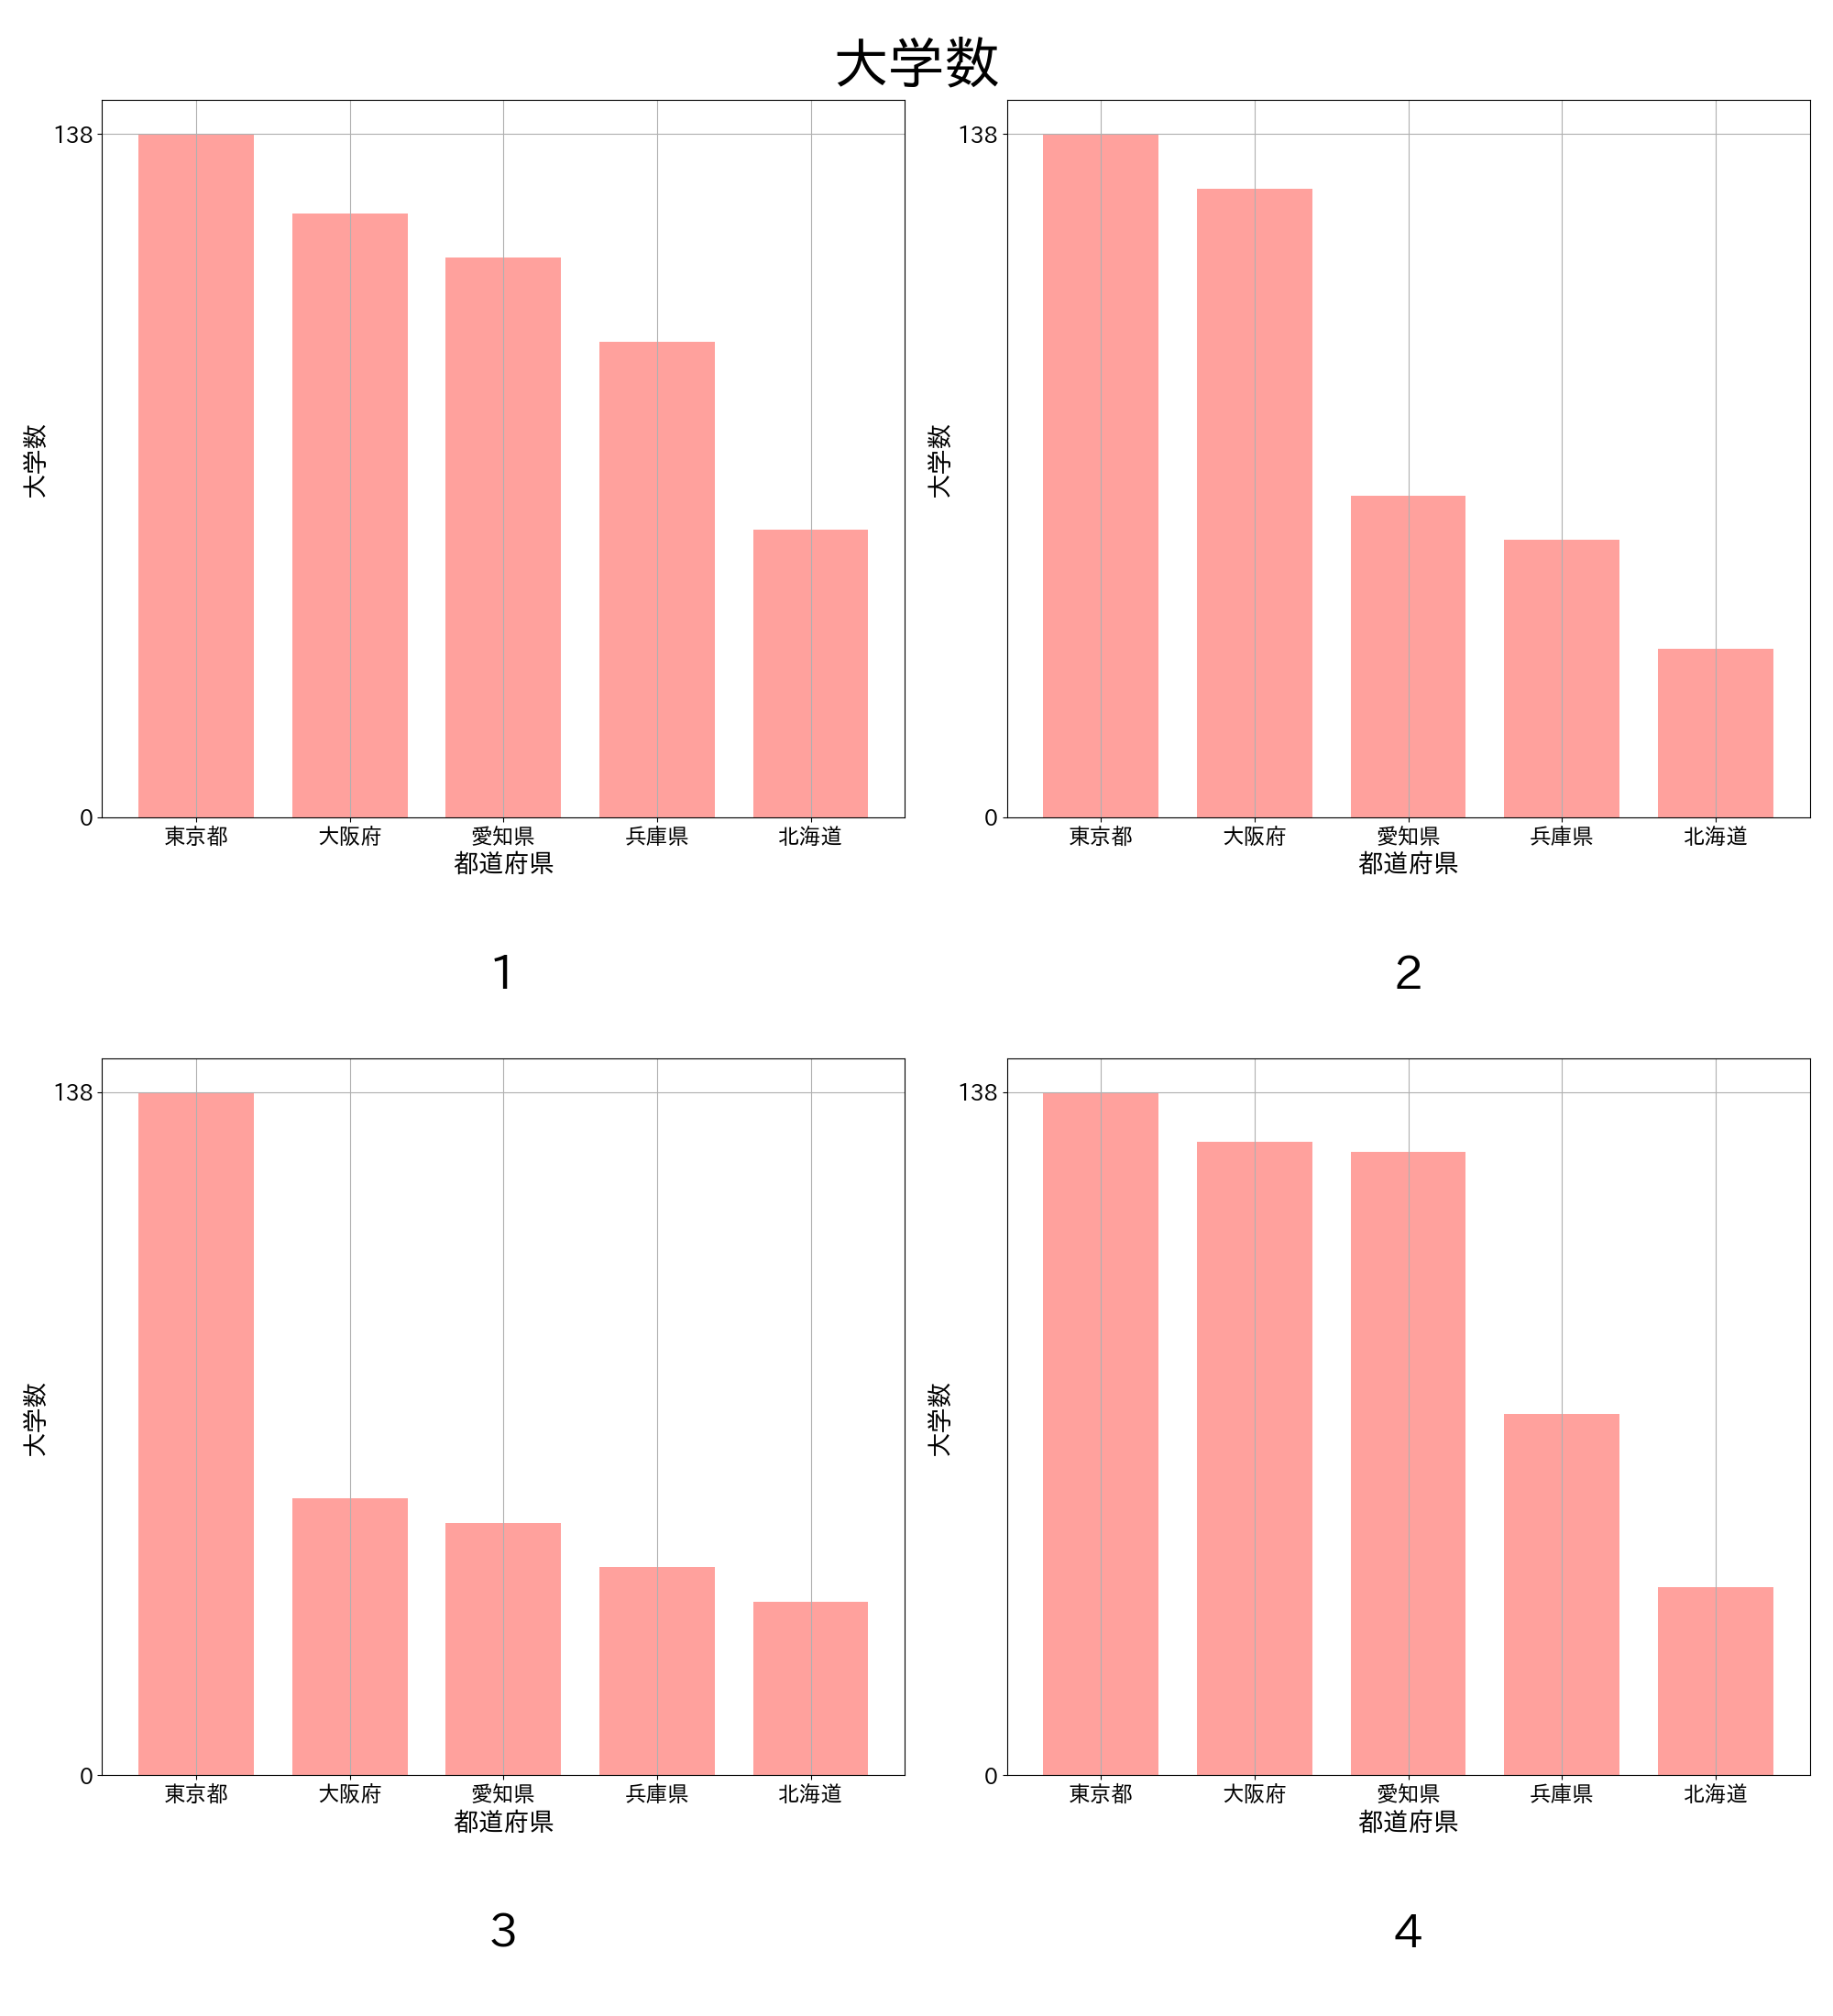 大学数
138
0
大学数
東京都 大阪府 愛知県 兵庫県 北海道
都道府県
1
138
0
大学数
東京都 大阪府 愛知県 兵庫県 北海道
都道府県
2
138
0
大学数
東京都 大阪府 愛知県 兵庫県 北海道
都道府県
3
138
0
大学数
東京都 大阪府 愛知県 兵庫県 北海道
都道府県
4